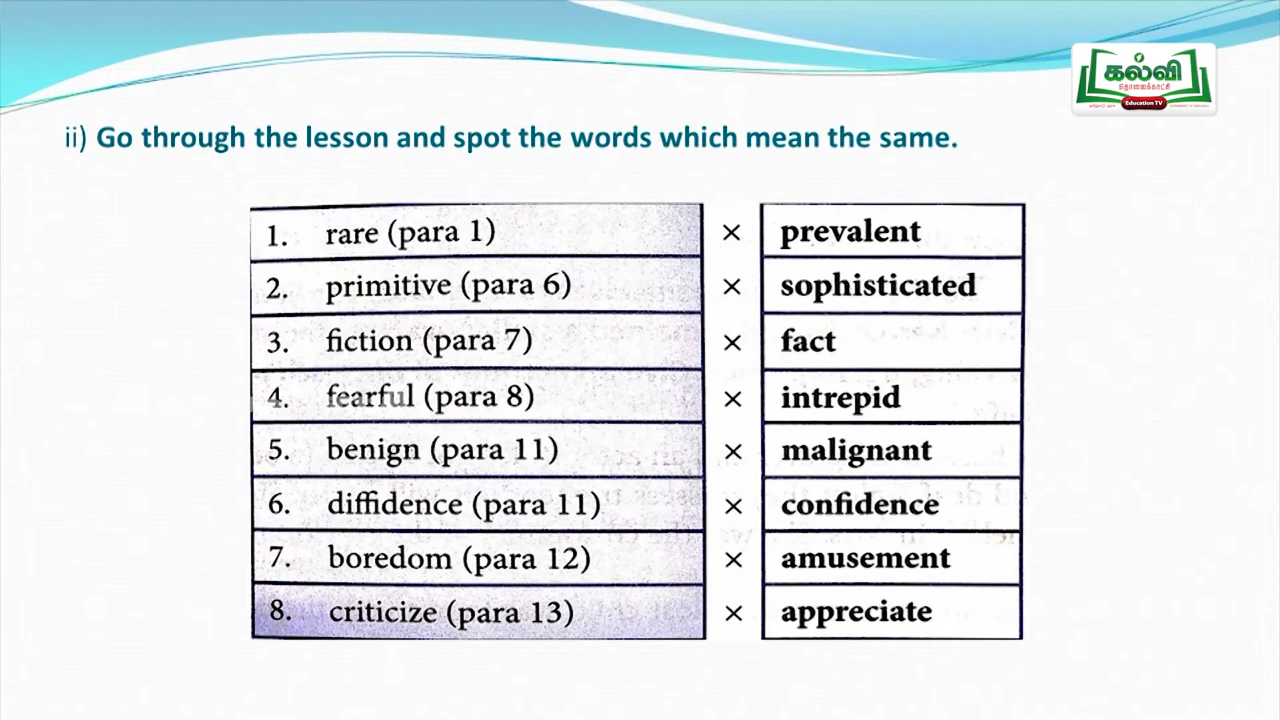 கல்வி
தொலைக்காட்சி
Education TV
ii) Go through the lesson and spot the words which mean the same.
1. rare (para 1) × prevalent
2. primitive (para 6) × sophisticated
3. fiction (para 7) × fact
4. fearful (para 8) × intrepid
5. benign (para 11) × malignant
6. diffidence (para 11) × confidence
7. boredom (para 12) × amusement
8. criticize (para 13) × appreciate